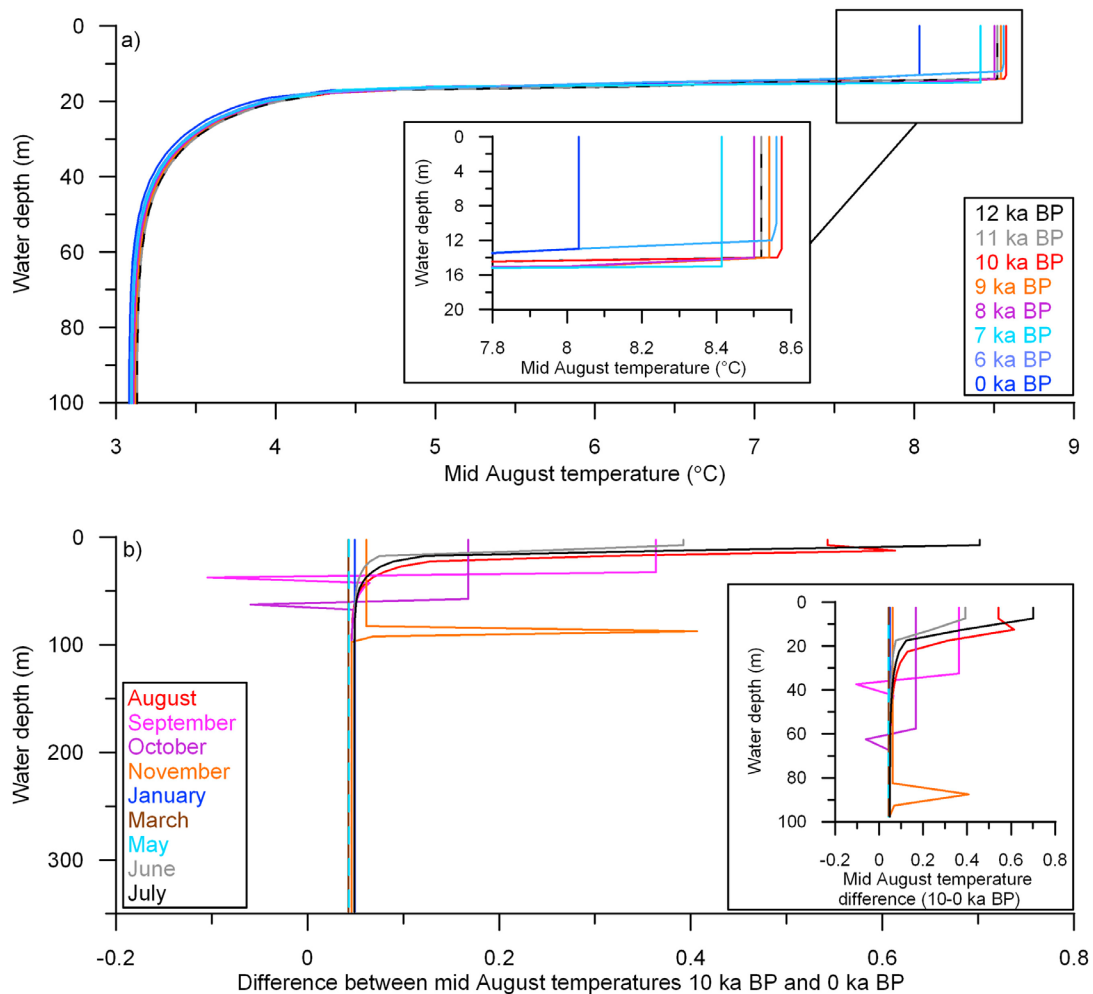 a)
0
20
40
60
80
100
Water depth (m)
3
4
5
6
7
8
9
Mid August temperature (°C)
0
4
8
12
16
20
Water depth (m)
7.8
8
8.2
8.4
8.6
Mid August temperature (°C)
12 ka BP
11 ka BP
10 ka BP
9 ka BP
8 ka BP
7 ka BP
6 ka BP
0 ka BP
b)
0
100
200
300
Water depth (m)
-0.2
0
0.2
0.4
0.6
0.8
Difference between mid August temperatures 10 ka BP and 0 ka BP
August
September
October
November
January
March
May
June
July
0
20
40
60
80
100
Water depth (m)
-0.2
0
0.2
0.4
0.6
0.8
Mid August temperature
difference (10-0 ka BP)